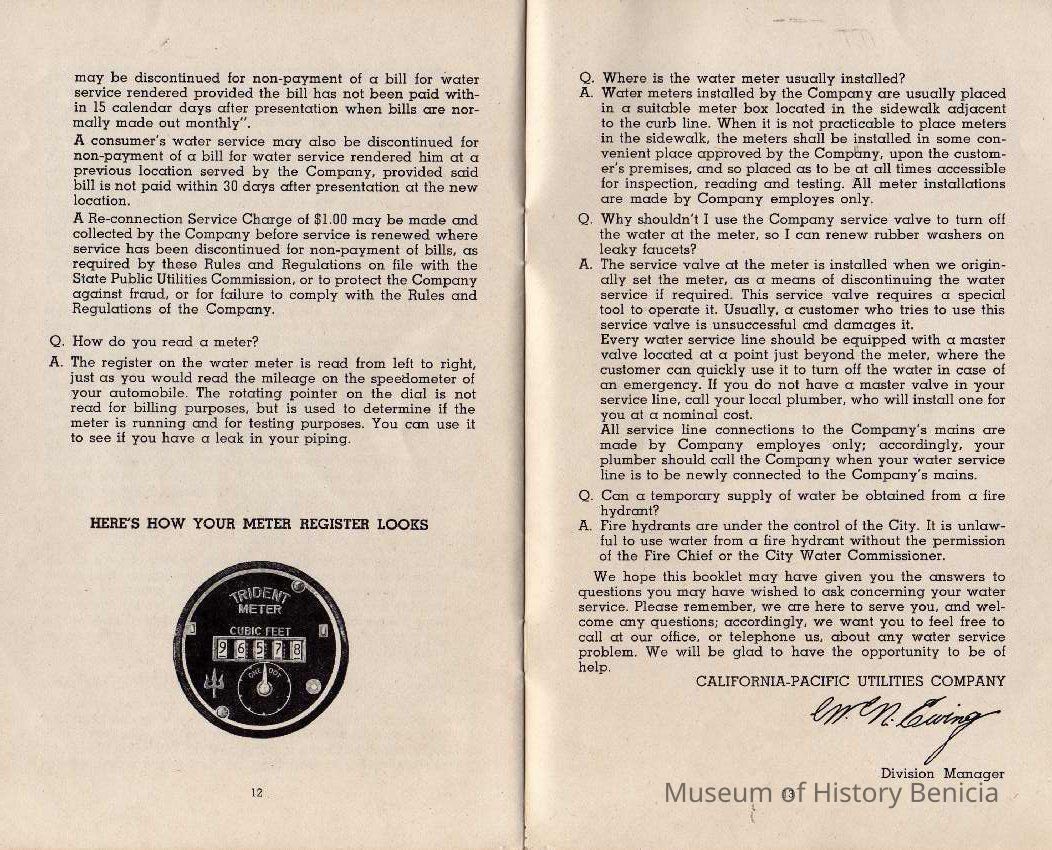 may be discontinued for non-payment of a bill for water
service rendered provided the bill has not been paid with-
in 15 calendar days after presentation when bills are nor-
mally made out monthly".
A consumer's water service may also be discontinued for
non-payment of a bill for water service rendered him at a
previous location served by the Company, provided said
bill is not paid within 30 days after presentation at the new
location.
A Re-connection Service Charge of $1.00 may be made and
collected by the Company before service is renewed where
service has been discontinued for non-payment of bills, as
required by these Rules and Regulations on file with the
State Public Utilities Commission, or to protect the Company
against fraud, or for failure to comply with the Rules and
Regulations of the Company.
Q. How do you read a meter?
A. The register on the water meter is read from left to right,
just as you would read the mileage on the speedometer of
your automobile. The rotating pointer on the dial is not
read for billing purposes, but is used to determine if the
meter is running and for testing purposes. You can use it
to see if you have a leak in your piping.
HERE'S HOW YOUR METER REGISTER LOOKS
TRIDENT
METER
CUBIC FEET
96578
ONE FOOT
12
Q. Where is the water meter usually installed?
A. Water meters installed by the Company are usually placed
in a suitable meter box located in the sidewalk adjacent
to the curb line. When it is not practicable to place meters
in the sidewalk, the meters shall be installed in some con-
venient place approved by the Company, upon the custom-
er's premises, and so placed as to be at all times accessible
for inspection, reading and testing. All meter installations
are made by Company employes only.
Q. Why shouldn't I use the Company service valve to turn off
the water at the meter, so I can renew rubber washers on
leaky faucets?
A. The service valve at the meter is installed when we origin-
ally set the meter, as a means of discontinuing the water
service if required. This service valve requires a special
tool to operate it. Usually, a customer who tries to use this
service valve is unsuccessful and damages it.
Every water service line should be equipped with a master
valve located at a point just beyond the meter, where the
customer can quickly use it to turn off the water in case of
an emergency. If you do not have a master valve in your
service line, call your local plumber, who will install one for
you at a nominal cost.
All service line connections to the Company's mains are
made by Company employes only; accordingly, your
plumber should call the Company when your water service
line is to be newly connected to the Company's mains.
Q. Can a temporary supply of water be obtained from a fire
hydrant?
A. Fire hydrants are under the control of the City. It is unlaw-
ful to use water from a fire hydrant without the permission
of the Fire Chief or the City Water Commissioner.
We hope this booklet may have given you the answers to
questions you may have wished to ask concerning your water
service. Please remember, we are here to serve you, and wel-
come any questions; accordingly, we want you to feel free to
call at our office, or telephone us, about any water service
problem. We will be glad to have the opportunity to be of
help.
CALIFORNIA-PACIFIC UTILITIES COMPANY
Wm. N. Ewing
Division Manager
13
Museum of History Benicia